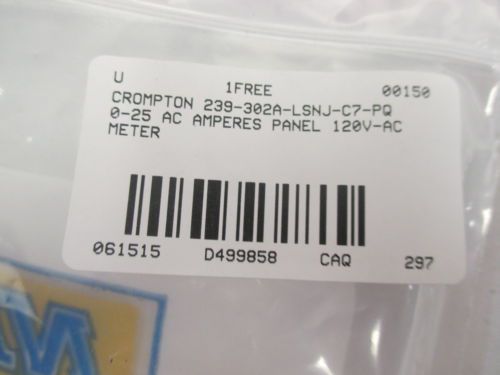 U 1FREE 00150
CROMPTON 239-302A-LSNJ-C7-PQ
0-25 AC AMPERES PANEL 120V-AC
METER
061515 D499858 CAQ 297